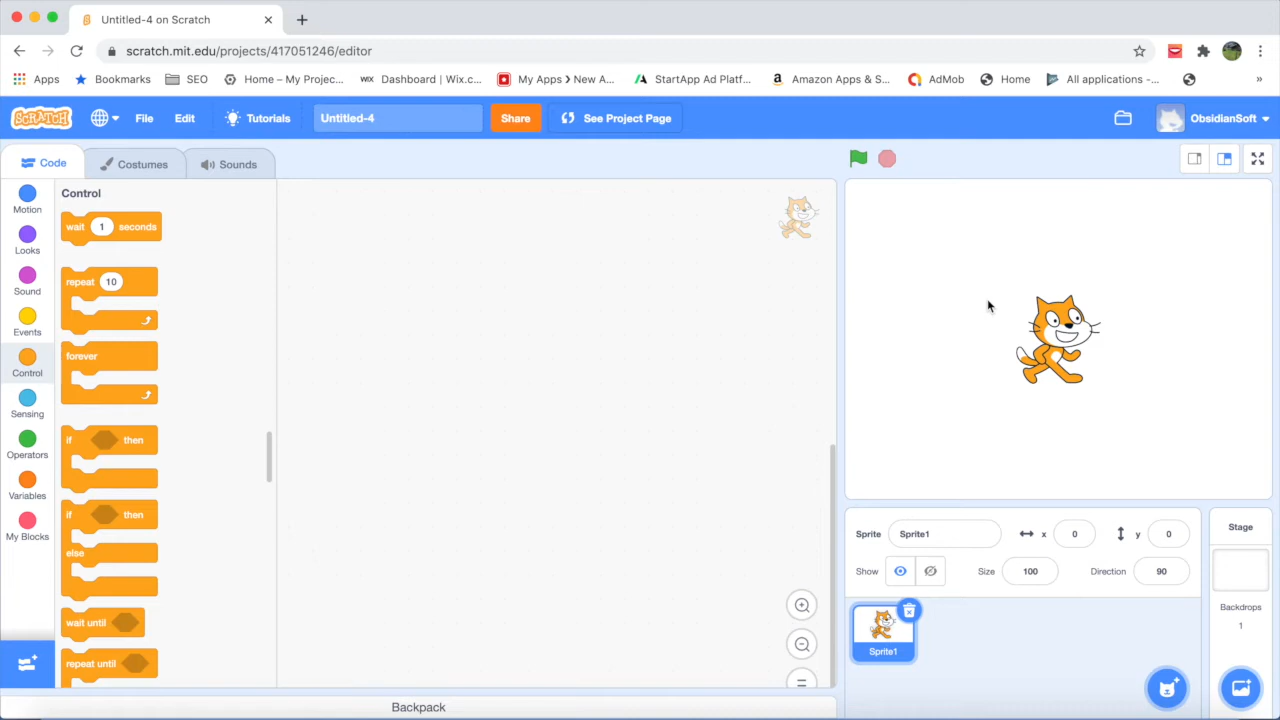 Untitled-4 on Scratch
scratch.mit.edu/projects/417051246/editor
Apps Bookmarks SEO Home – My Projec... WIX Dashboard | Wix.c... My Apps › New A... StartApp Ad Platf... Amazon Apps & S... AdMob Home All applications -... »
SCRATCH File Edit Tutorials Untitled-4 Share See Project Page ObsidianSoft
Code Costumes Sounds
Motion
Looks
Sound
Events
Control
Sensing
Operators
Variables
My Blocks
Control
wait 1 seconds
repeat 10
forever
if then
if then
else
wait until
repeat until
Backpack
Sprite Sprite1 x 0 y 0
Show Size 100 Direction 90
Sprite1
Stage
Backdrops
1